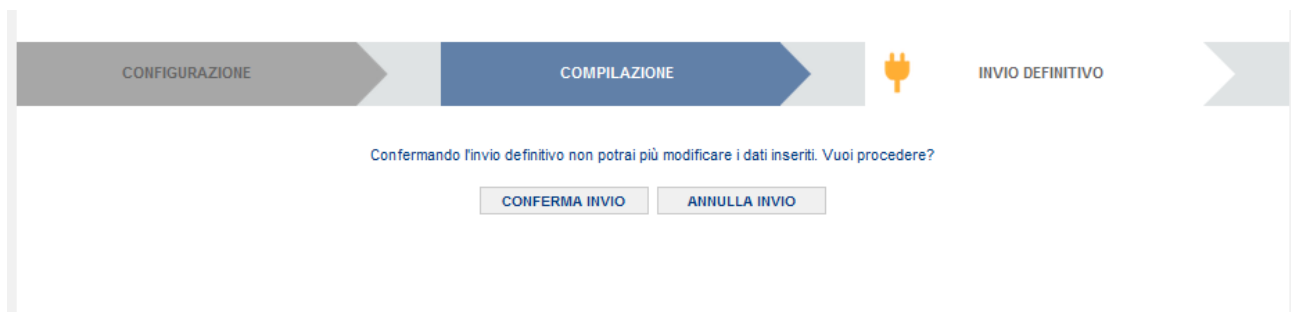 CONFIGURAZIONE
COMPILAZIONE
INVIO DEFINITIVO
Confermando l'invio definitivo non potrai più modificare i dati inseriti. Vuoi procedere?
CONFERMA INVIO
ANNULLA INVIO